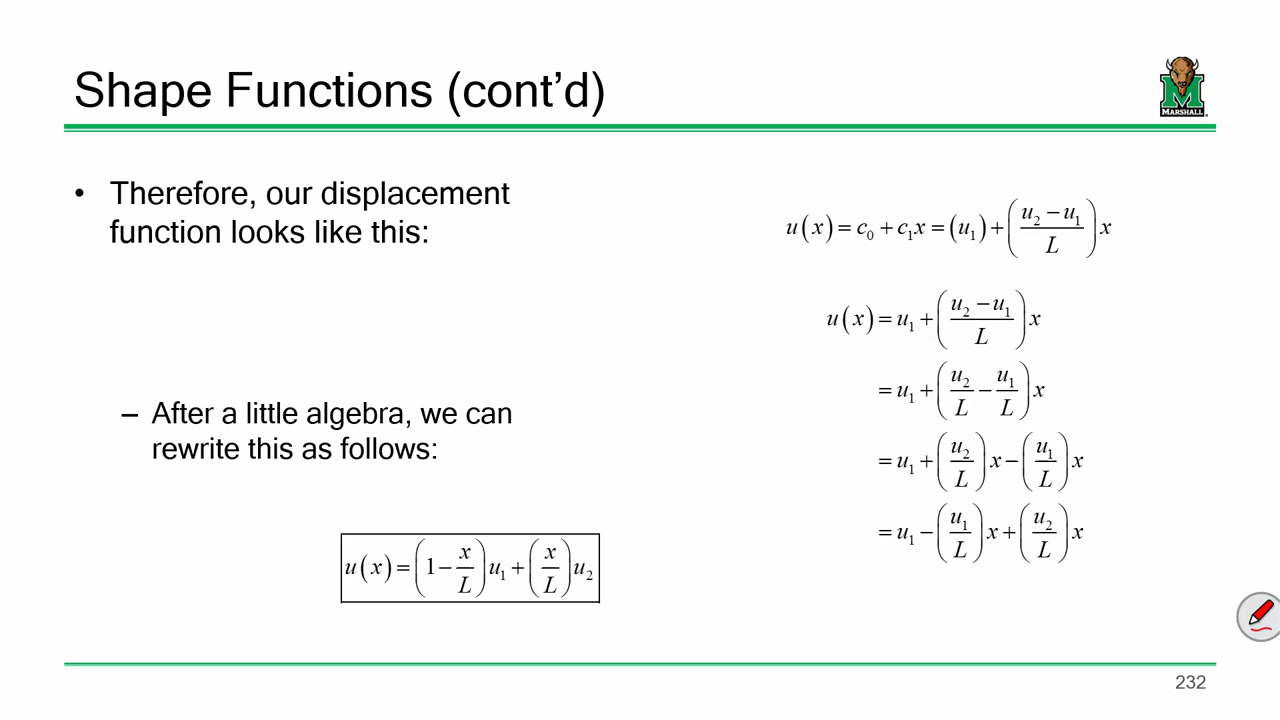 Shape Functions (cont’d)
MARSHALL
• Therefore, our displacement
function looks like this:
u(x) = c₀ + c₁x = (u₁) + ((u₂ − u₁)/L)x
u(x) = u₁ + ((u₂ − u₁)/L)x
= u₁ + (u₂/L − u₁/L)x
= u₁ + (u₂/L)x − (u₁/L)x
= u₁ − (u₁/L)x + (u₂/L)x
– After a little algebra, we can
rewrite this as follows:
u(x) = (1 − x/L)u₁ + (x/L)u₂
232